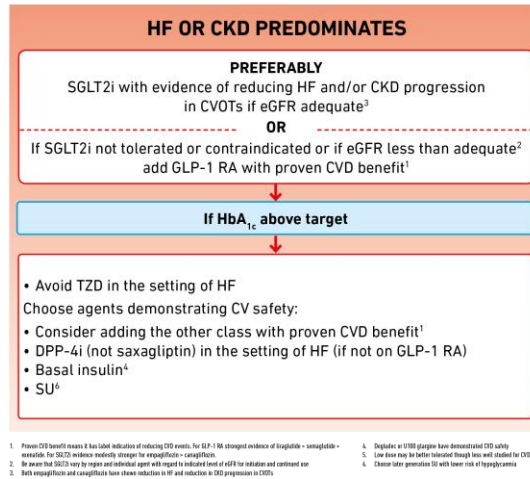 HF OR CKD PREDOMINATES
PREFERABLY
SGLT2i with evidence of reducing HF and/or CKD progression
in CVOTs if eGFR adequate³
OR
If SGLT2i not tolerated or contraindicated or if eGFR less than adequate²
add GLP-1 RA with proven CVD benefit¹
If HbA₁c above target
• Avoid TZD in the setting of HF
Choose agents demonstrating CV safety:
• Consider adding the other class with proven CVD benefit¹
• DPP-4i (not saxagliptin) in the setting of HF (if not on GLP-1 RA)
• Basal insulin⁴
• SU⁶
1. Proven CVD benefit means it has label indication of reducing CVD events. For GLP-1 RA strongest evidence of liraglutide > semaglutide >
exenatide. For SGLT2i evidence modestly stronger for empagliflozin > canagliflozin.
2. Be aware that SGLT2i vary by region and individual agent with regard to indicated level of eGFR for initiation and continued use
3. Both empagliflozin and canagliflozin have shown reduction in HF and reduction in CKD progression in CVOTs
4. Degludec or U100 glargine have demonstrated CVD safety
5. Low dose may be better tolerated though less well studied for CVD
6. Choose later generation SU with lower risk of hypoglycaemia